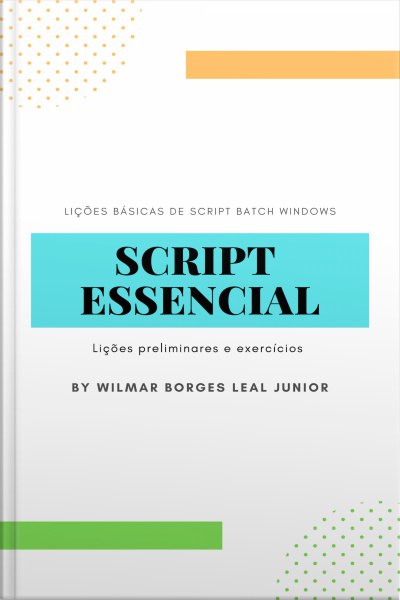 LIÇÕES BÁSICAS DE SCRIPT BATCH WINDOWS
SCRIPT
ESSENCIAL
Lições preliminares e exercícios
BY WILMAR BORGES LEAL JUNIOR